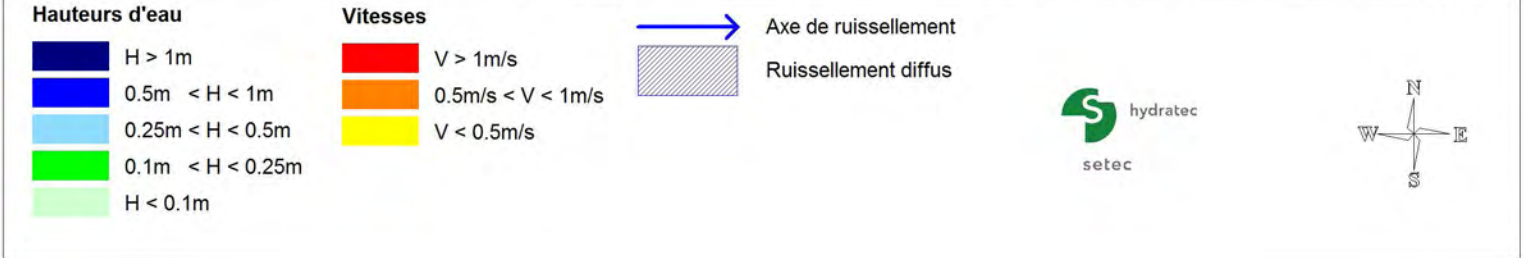 Hauteurs d'eau
H > 1m
0.5m < H < 1m
0.25m < H < 0.5m
0.1m < H < 0.25m
H < 0.1m
Vitesses
V > 1m/s
0.5m/s < V < 1m/s
V < 0.5m/s
Axe de ruissellement
Ruissellement diffus
S
hydratec
setec
N
W
E
S